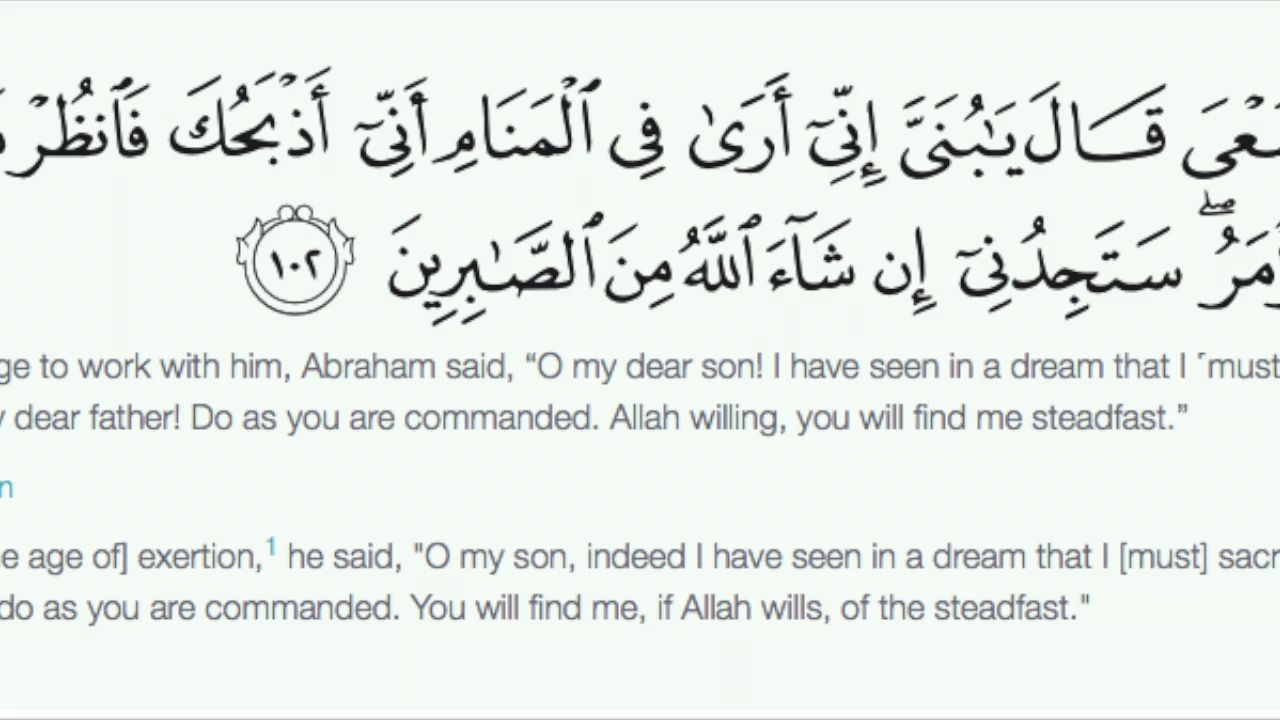 قَالَ يَـٰبُنَىَّ إِنِّىٓ أَرَىٰ فِى ٱلْمَنَامِ أَنِّىٓ أَذْبَحُكَ فَٱنظُرْ
سَتَجِدُنِىٓ إِن شَآءَ ٱللَّهُ مِنَ ٱلصَّـٰبِرِينَ ١٠٢
ge to work with him, Abraham said, “O my dear son! I have seen in a dream that I ˹must
y dear father! Do as you are commanded. Allah willing, you will find me steadfast.”
n
e age of] exertion,1 he said, "O my son, indeed I have seen in a dream that I [must] sacr
do as you are commanded. You will find me, if Allah wills, of the steadfast."